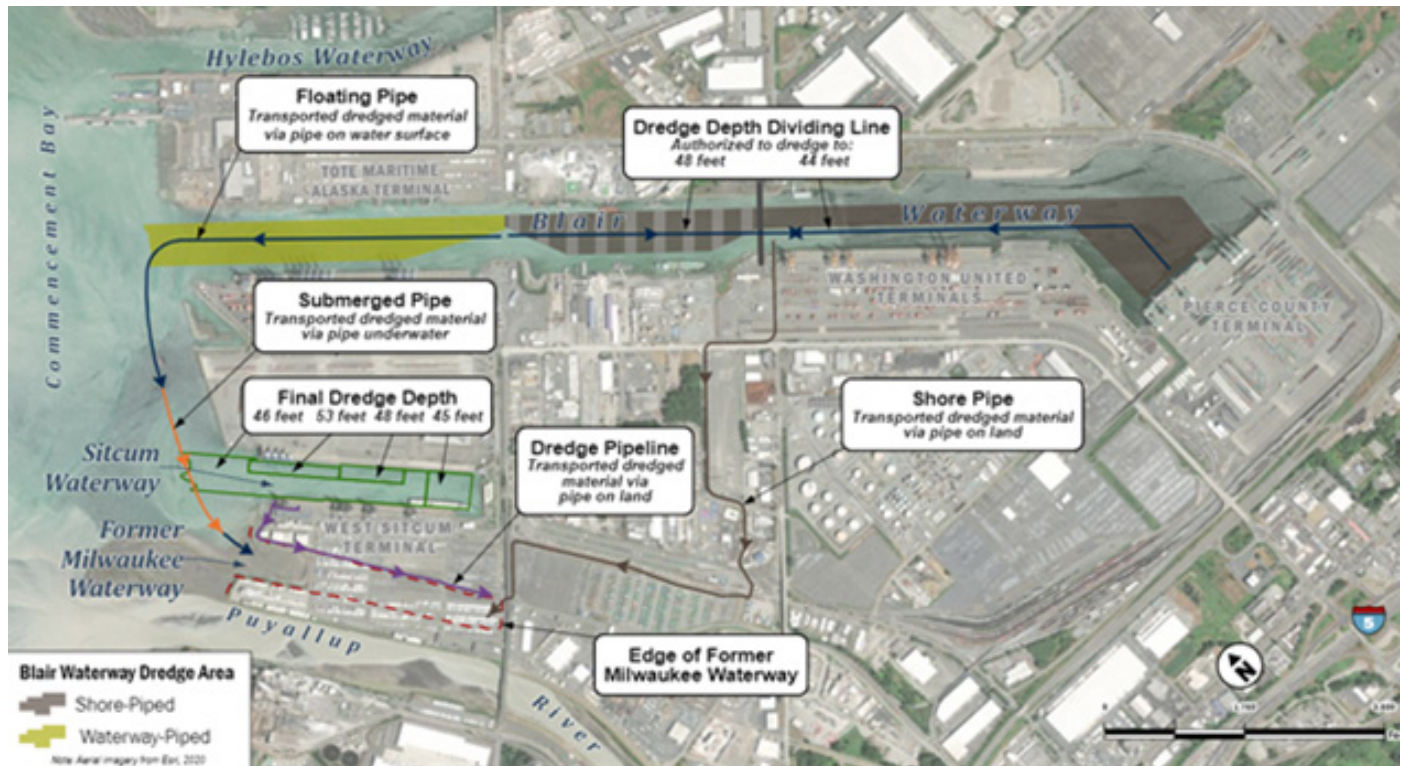 Hylebos Waterway
Commencement Bay
Floating Pipe
Transported dredged material
via pipe on water surface
TOTE MARITIME
ALASKA TERMINAL
Dredge Depth Dividing Line
Authorized to dredge to:
48 feet 44 feet
Blair Waterway
WASHINGTON UNITED
TERMINALS
PIERCE COUNTY
TERMINAL
Submerged Pipe
Transported dredged material
via pipe underwater
Final Dredge Depth
46 feet 53 feet 48 feet 45 feet
Sitcum
Waterway
Dredge Pipeline
Transported dredged
material via
pipe on land
Shore Pipe
Transported dredged material
via pipe on land
WEST SITCUM
TERMINAL
Former
Milwaukee
Waterway
Puyallup
River
Edge of Former
Milwaukee Waterway
5
N
Blair Waterway Dredge Area
Shore-Piped
Waterway-Piped
Note: Aerial imagery from Esri, 2020
0